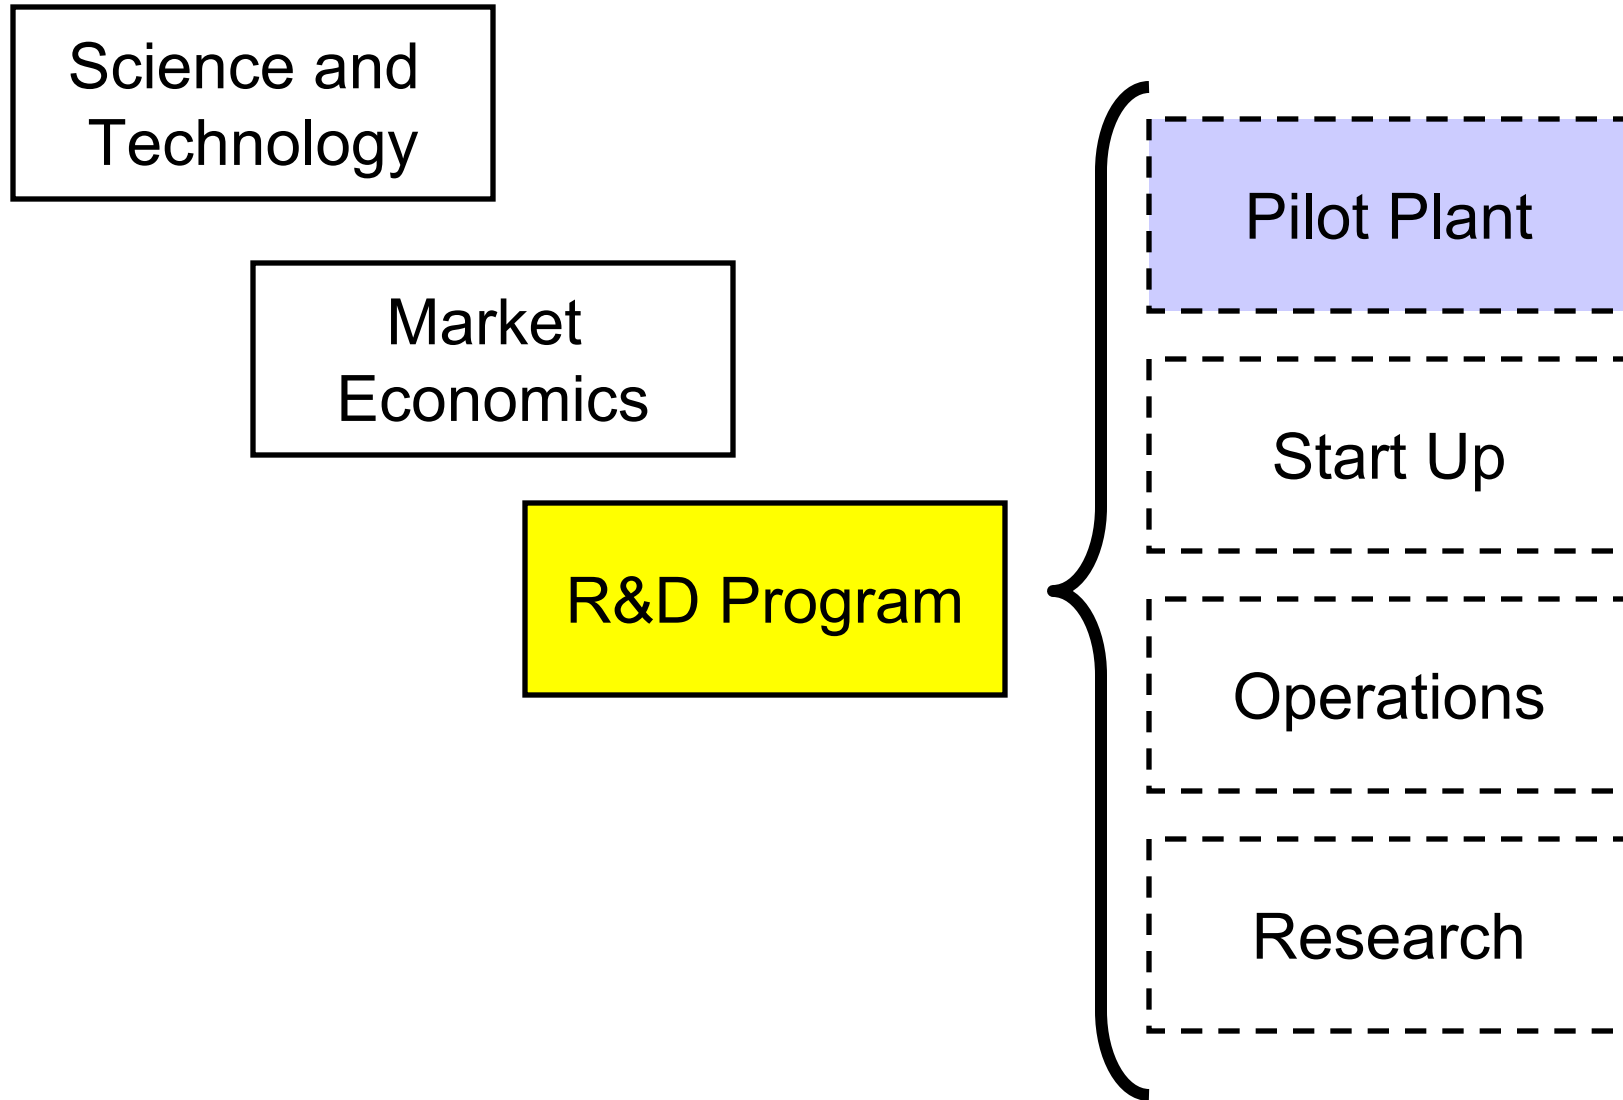 Science and
Technology
Market
Economics
R&D Program
Pilot Plant
Start Up
Operations
Research